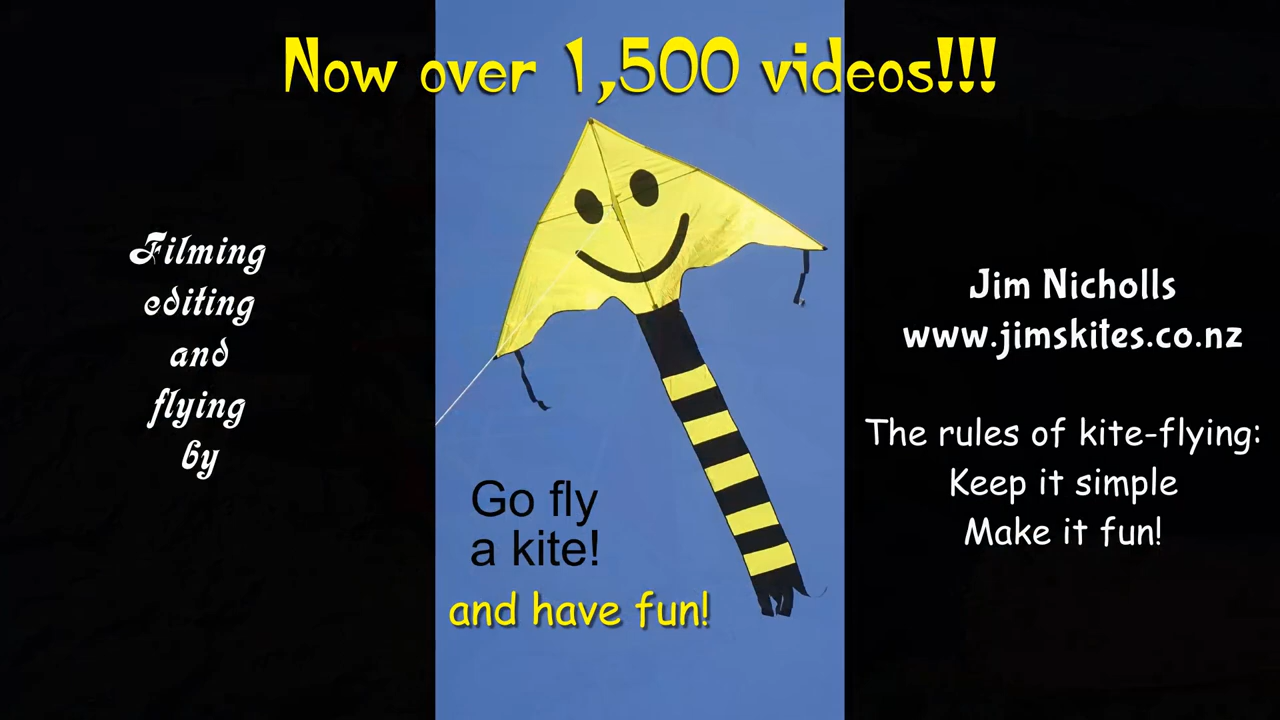 Now over 1,500 videos!!!
Filming
editing
and
flying
by
Jim Nicholls
www.jimskites.co.nz
The rules of kite-flying:
Keep it simple
Make it fun!
Go fly
a kite!
and have fun!